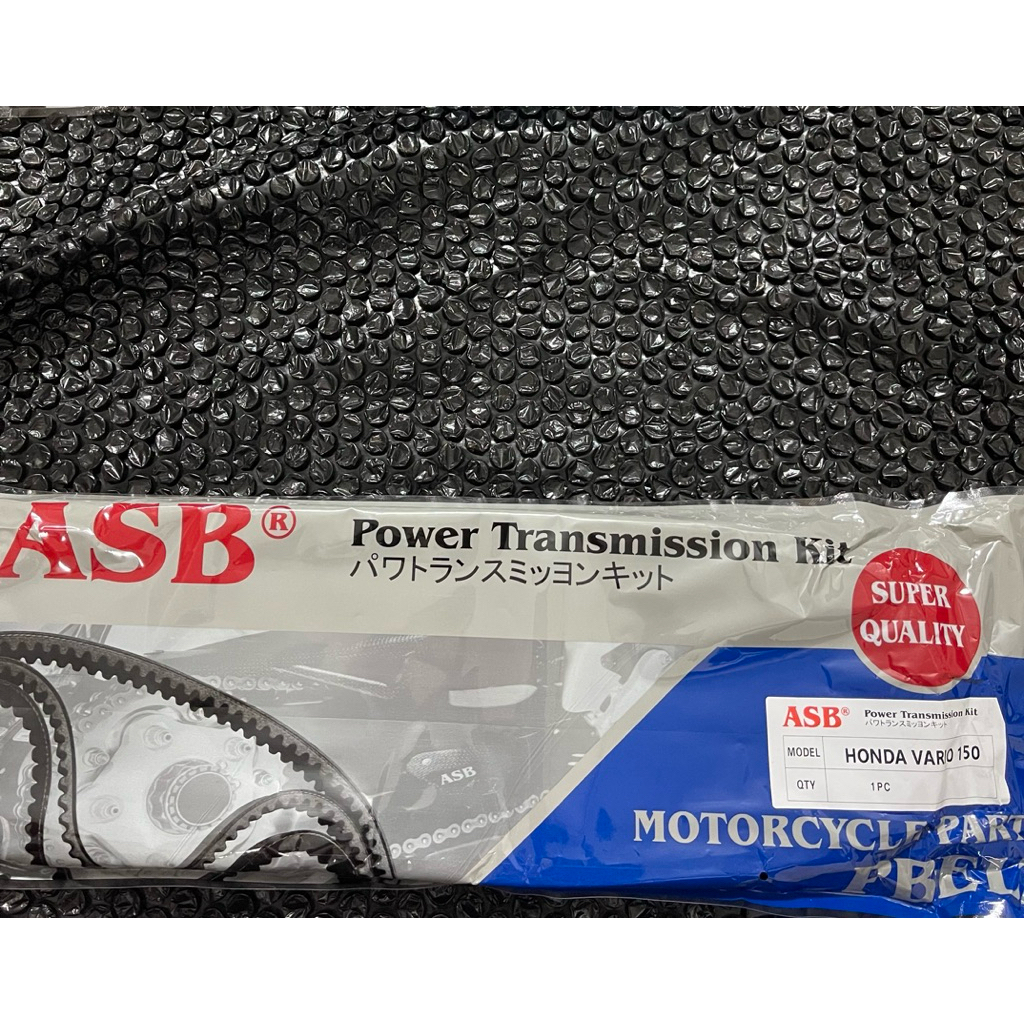 ASB®
Power Transmission Kit
パワトランスミッヨンキット
SUPER
QUALITY
ASB
ASB® Power Transmission Kit
パワトランスミッヨンキット
MODEL HONDA VARIO 150
QTY 1PC
MOTORCYCLE PART